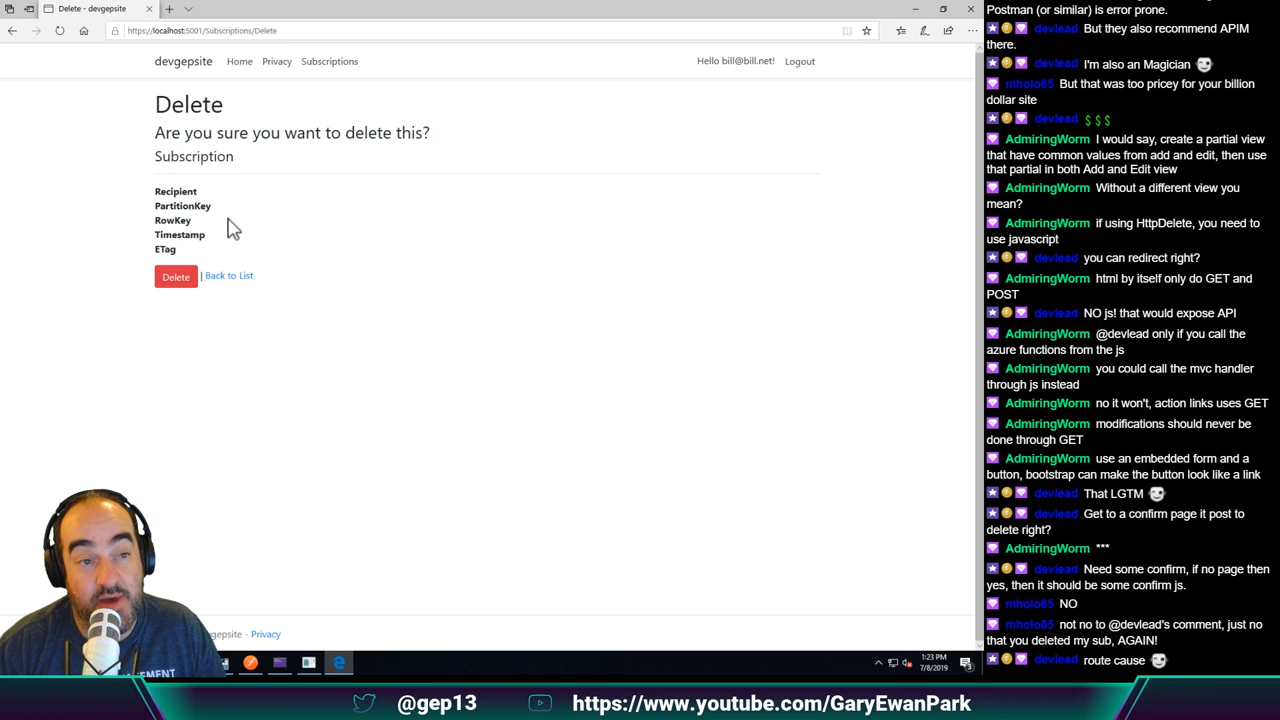 Delete - devgepsite
https://localhost:5001/Subscriptions/Delete
devgepsite Home Privacy Subscriptions Hello bill@bill.net! Logout
Delete
Are you sure you want to delete this?
Subscription
Recipient
PartitionKey
RowKey
Timestamp
ETag
Delete | Back to List
gepsite - Privacy
1:23 PM
7/8/2019
3
EMENT
@gep13 https://www.youtube.com/GaryEwanPark
Postman (or similar) is error prone.
devlead But they also recommend APIM
there.
devlead I'm also an Magician
mholo65 But that was too pricey for your billion
dollar site
devlead $ $ $
AdmiringWorm I would say, create a partial view
that have common values from add and edit, then use
that partial in both Add and Edit view
AdmiringWorm Without a different view you
mean?
AdmiringWorm if using HttpDelete, you need to
use javascript
devlead you can redirect right?
AdmiringWorm html by itself only do GET and
POST
devlead NO js! that would expose API
AdmiringWorm @devlead only if you call the
azure functions from the js
AdmiringWorm you could call the mvc handler
through js instead
AdmiringWorm no it won't, action links uses GET
AdmiringWorm modifications should never be
done through GET
AdmiringWorm use an embedded form and a
button, bootstrap can make the button look like a link
devlead That LGTM
devlead Get to a confirm page it post to
delete right?
AdmiringWorm ***
devlead Need some confirm, if no page then
yes, then it should be some confirm js.
mholo65 NO
mholo65 not no to @devlead's comment, just no
that you deleted my sub, AGAIN!
devlead route cause